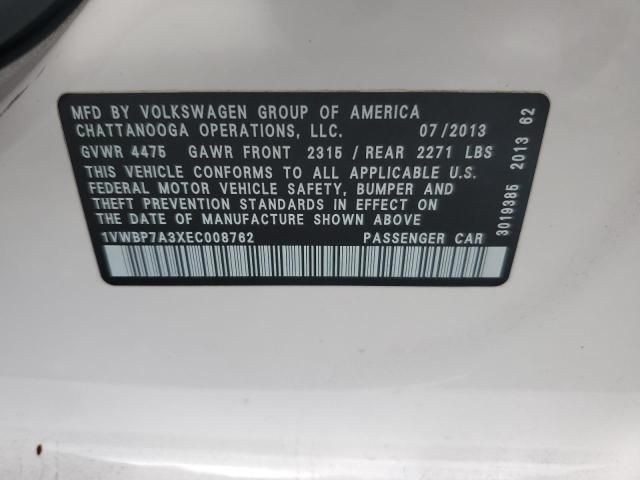 MFD BY VOLKSWAGEN GROUP OF AMERICA
CHATTANOOGA OPERATIONS, LLC. 07/2013
GVWR 4475 GAWR FRONT 2315/REAR 2271 LBS
THIS VEHICLE CONFORMS TO ALL APPLICABLE U.S.
FEDERAL MOTOR VEHICLE SAFETY, BUMPER AND
THEFT PREVENTION STANDARDS IN EFFECT ON
THE DATE OF MANUFACTURE SHOWN ABOVE
1VWBP7A3XEC008762 PASSENGER CAR
3019385 2013 62